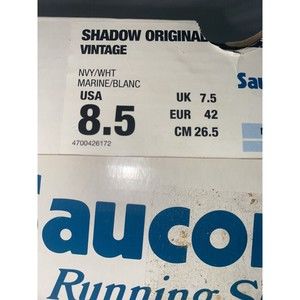 SHADOW ORIGINAL
VINTAGE
NVY/WHT
MARINE/BLANC
USA
8.5
4700426172
UK 7.5
EUR 42
CM 26.5
Sau
aucon
Running S